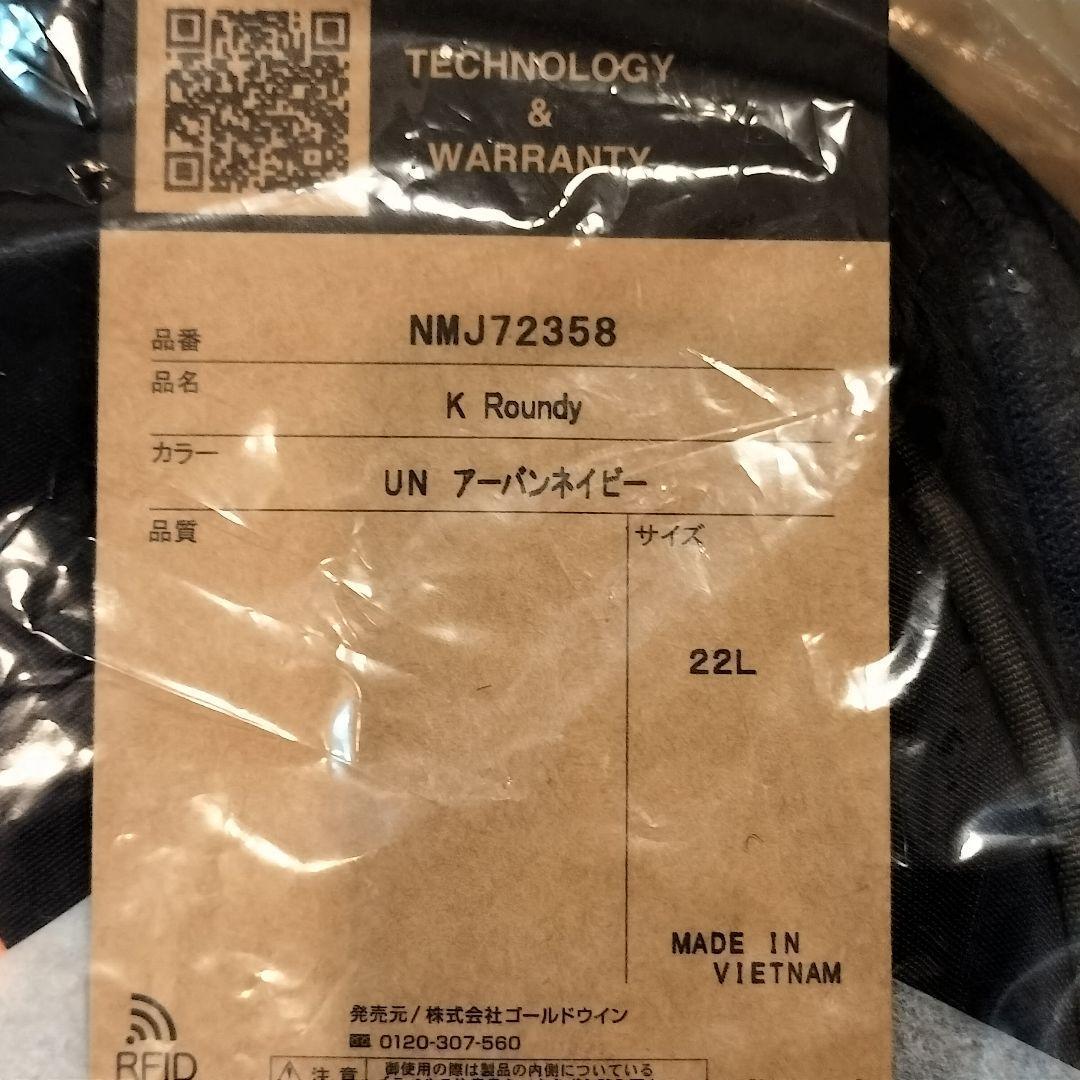 TECHNOLOGY
&
WARRANTY
品番 NMJ72358
品名 K Roundy
カラー UN アーバンネイビー
品質
サイズ
22L
MADE IN
VIETNAM
発売元/株式会社ゴールドウイン
0120-307-560
RFID
注意
御使用の際は製品の内側についている